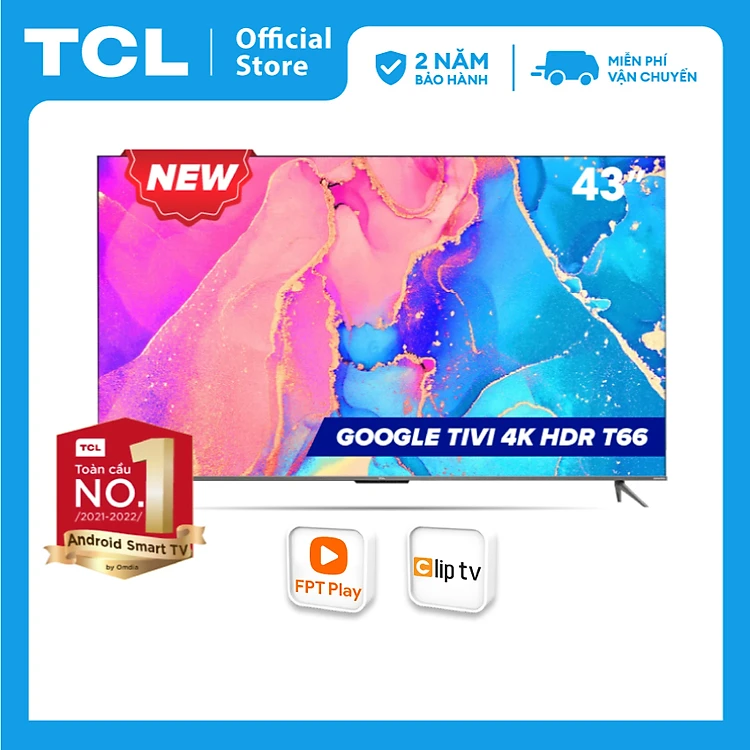 TCL
Official
Store
2 NĂM
BẢO HÀNH
MIỄN PHÍ
VẬN CHUYỂN
NEW
43"
GOOGLE TIVI 4K HDR T66
TCL
Toàn cầu
NO.1
/2021-2022/
Android Smart TV
by Omdia
FPT Play
Clip tv